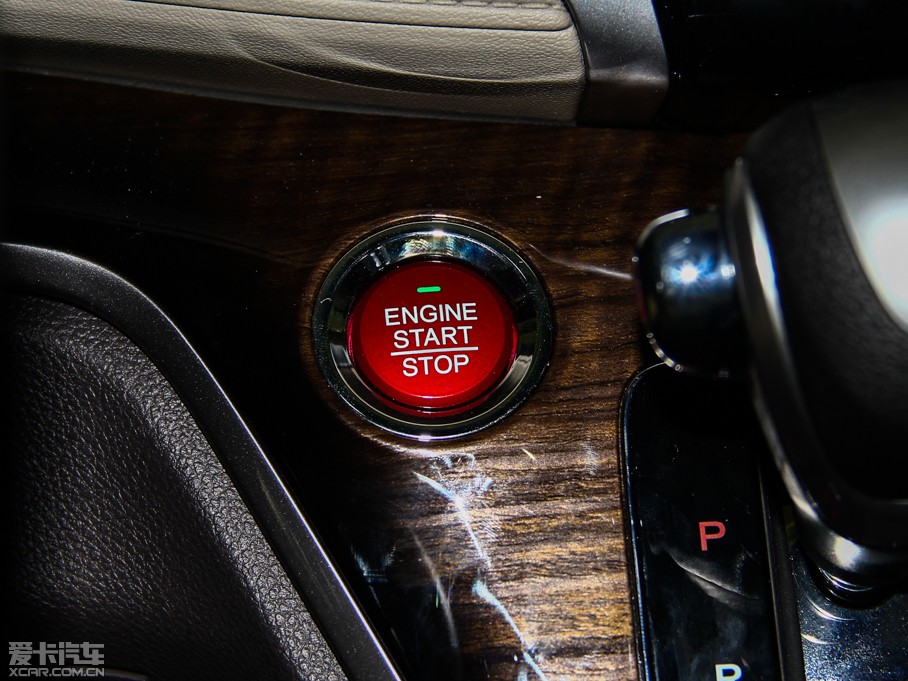 ENGINE
START
STOP
P
R
爱卡汽车
XCAR.COM.CN